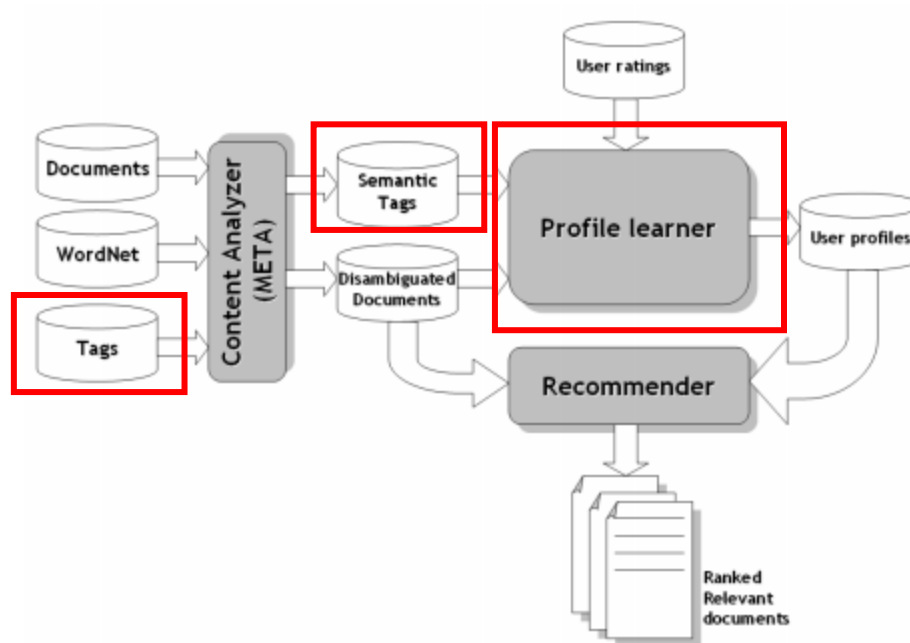 User ratings
Documents
WordNet
Tags
Content Analyzer
(META)
Semantic
Tags
Disambiguated
Documents
Profile learner
User profiles
Recommender
Ranked
Relevant
documents